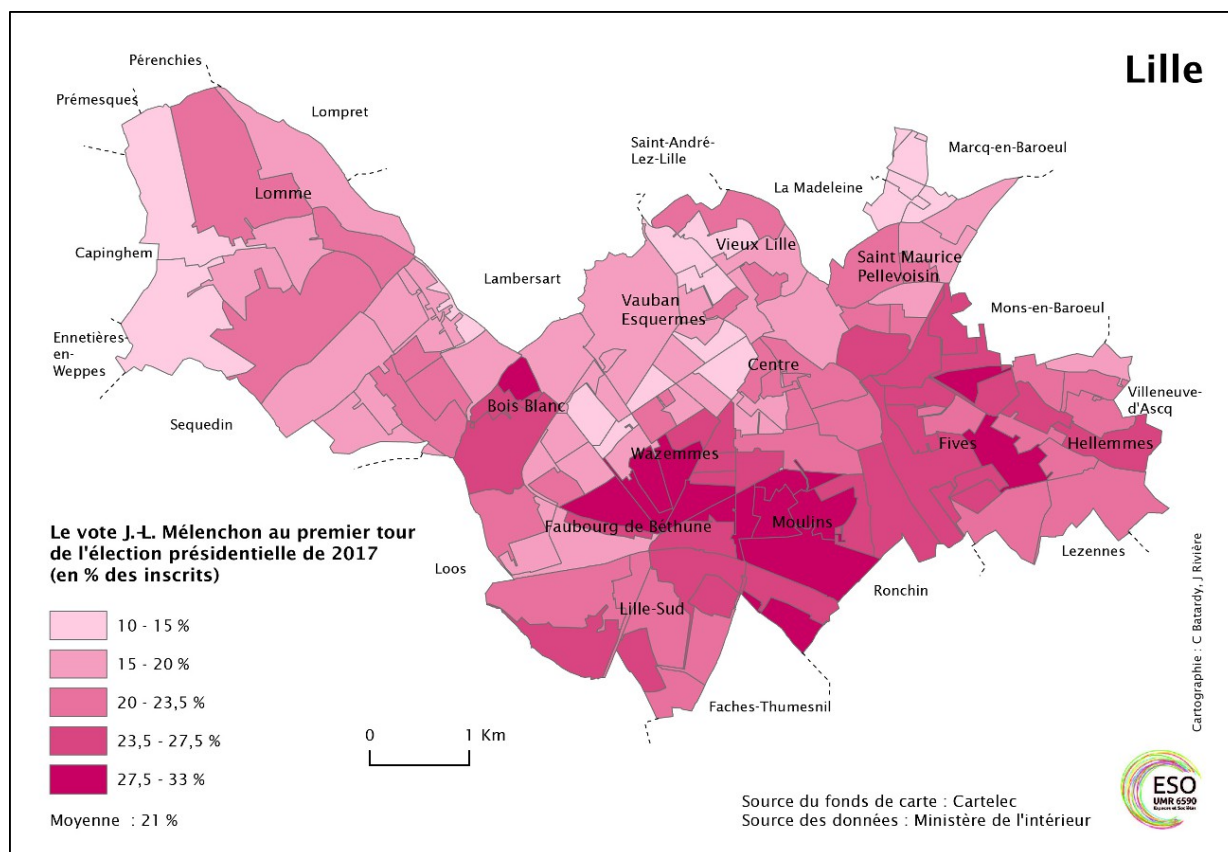 Lille
Pérenchies
Prémesques
Lompret
Saint-André-
Lez-Lille
Marcq-en-Baroeul
La Madeleine
Lomme
Capinghem
Lambersart
Vieux Lille
Saint Maurice
Pellevoisin
Vauban
Esquermes
Mons-en-Baroeul
Ennetières-
en-
Weppes
Centre
Villeneuve-
d'Ascq
Sequedin
Bois Blanc
Wazemmes
Fives
Hellemmes
Faubourg de Béthune
Moulins
Lezennes
Loos
Ronchin
Lille-Sud
Faches-Thumesnil
Le vote J.-L. Mélenchon au premier tour
de l'élection présidentielle de 2017
(en % des inscrits)
10 - 15 %
15 - 20 %
20 - 23,5 %
23,5 - 27,5 %
27,5 - 33 %
Moyenne : 21 %
0 1 Km
Cartographie : C Batardy, J Rivière
Source du fonds de carte : Cartelec
Source des données : Ministère de l'intérieur
ESO
UMR 6590
Espaces et Sociétés